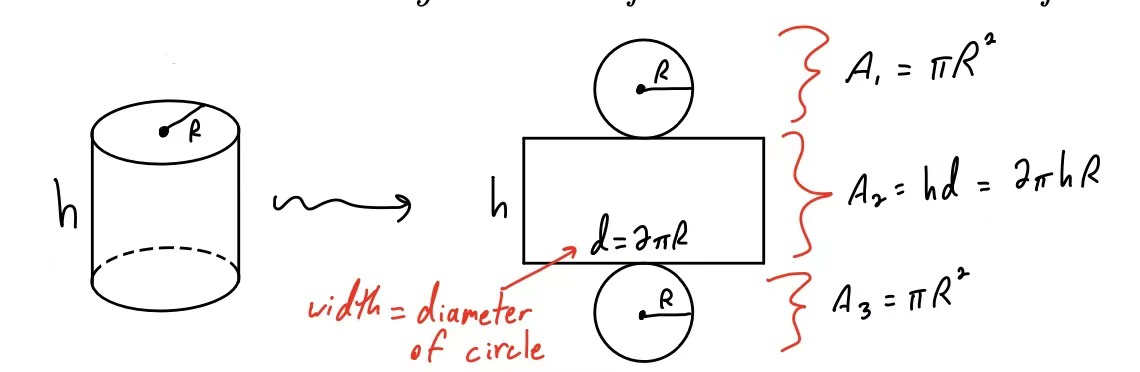 R
h
R
A₁ = πR²
h
d = 2πR
A₂ = hd = 2πhR
width = diameter
of circle
R
A₃ = πR²